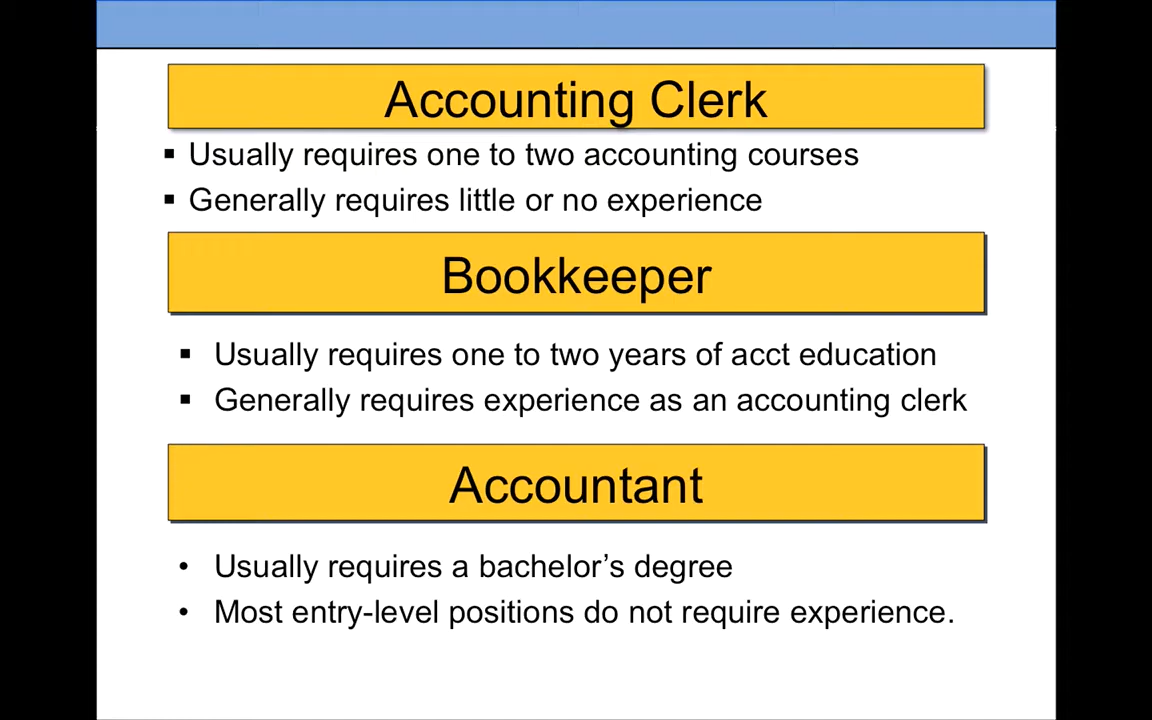 Accounting Clerk
▪ Usually requires one to two accounting courses
▪ Generally requires little or no experience
Bookkeeper
▪ Usually requires one to two years of acct education
▪ Generally requires experience as an accounting clerk
Accountant
• Usually requires a bachelor’s degree
• Most entry-level positions do not require experience.